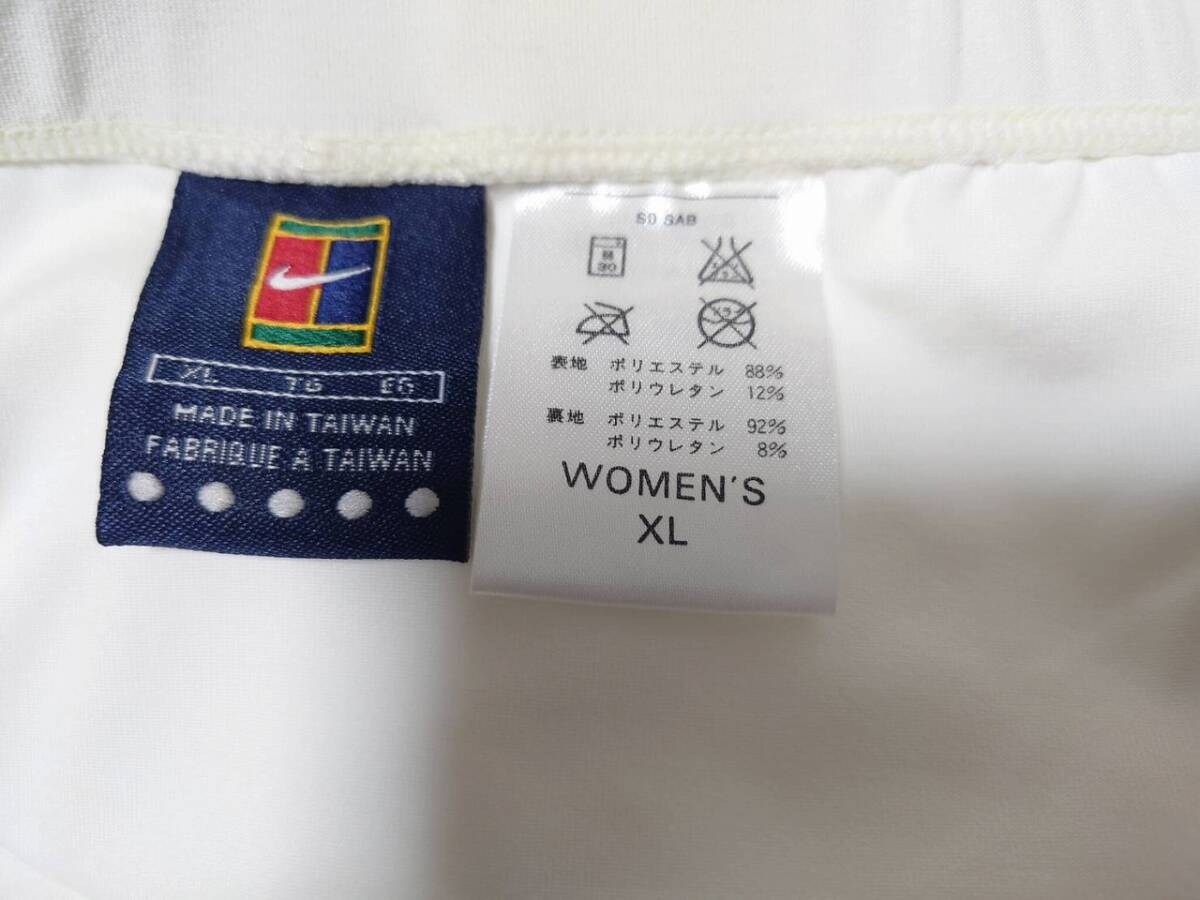 XL TG EG
MADE IN TAIWAN
FABRIQUE A TAIWAN
30
表地 ポリエステル 88%
ポリウレタン 12%
裏地 ポリエステル 92%
ポリウレタン 8%
WOMEN'S
XL